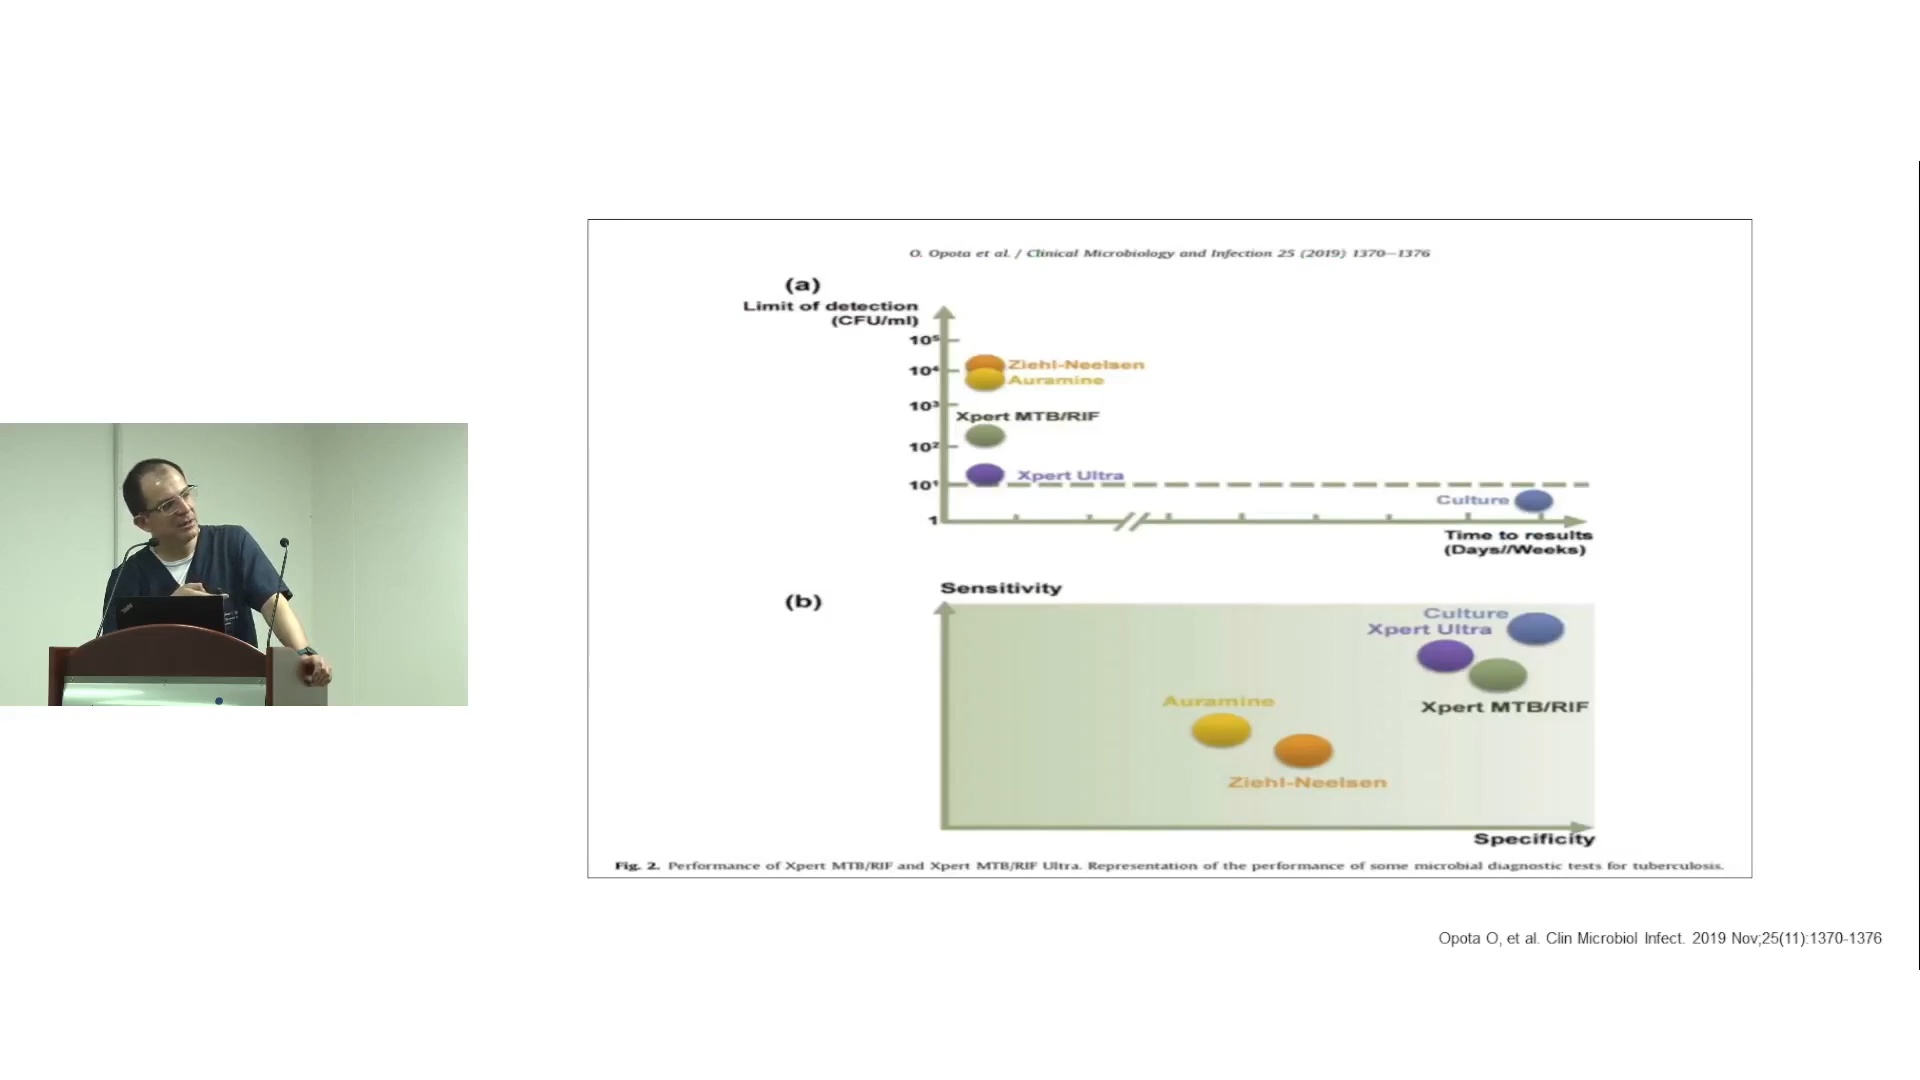 O. Opota et al. / Clinical Microbiology and Infection 25 (2019) 1370—1376
(a)
Limit of detection
(CFU/ml)
10⁵
10⁴
10³
10²
10¹
1
Ziehl-Neelsen
Auramine
Xpert MTB/RIF
Xpert Ultra
Culture
Time to results
(Days//Weeks)
(b)
Sensitivity
Culture
Xpert Ultra
Xpert MTB/RIF
Auramine
Ziehl-Neelsen
Specificity
Fig. 2. Performance of Xpert MTB/RIF and Xpert MTB/RIF Ultra. Representation of the performance of some microbial diagnostic tests for tuberculosis.
Opota O, et al. Clin Microbiol Infect. 2019 Nov;25(11):1370-1376